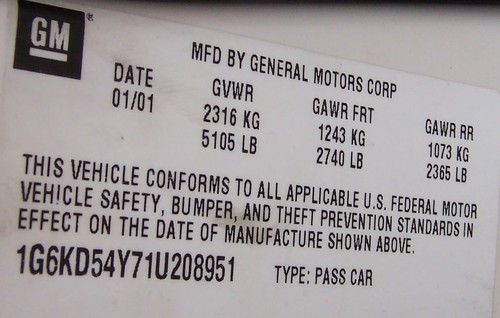 GM
MFD BY GENERAL MOTORS CORP
DATE GVWR GAWR FRT GAWR RR
01/01 2316 KG 1243 KG 1073 KG
5105 LB 2740 LB 2365 LB
THIS VEHICLE CONFORMS TO ALL APPLICABLE U.S. FEDERAL MOTOR
VEHICLE SAFETY, BUMPER, AND THEFT PREVENTION STANDARDS IN
EFFECT ON THE DATE OF MANUFACTURE SHOWN ABOVE.
1G6KD54Y71U208951 TYPE: PASS CAR